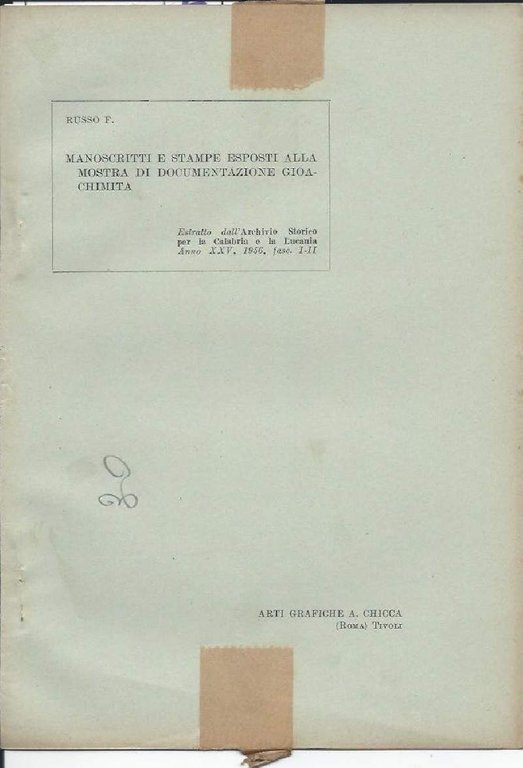 RUSSO F.
MANOSCRITTI E STAMPE ESPOSTI ALLA
MOSTRA DI DOCUMENTAZIONE GIOA-
CHIMITA
Estratto dall'Archivio Storico
per la Calabria e la Lucania
Anno XXV, 1956, fasc. I-II
ARTI GRAFICHE A. CHICCA
(ROMA) TIVOLI